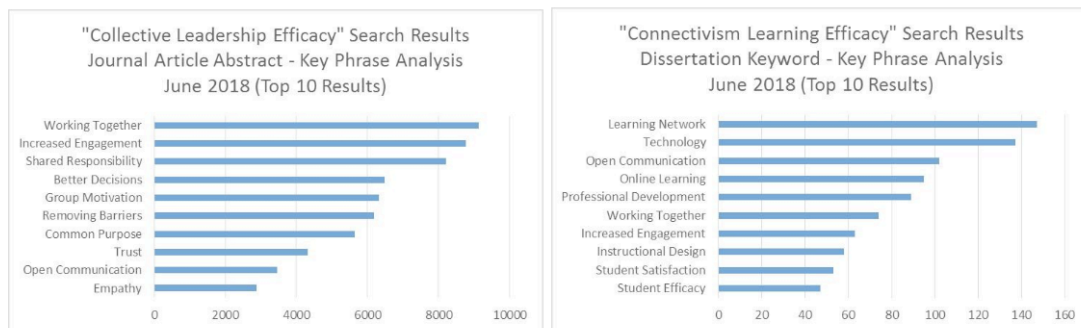 "Collective Leadership Efficacy" Search Results
Journal Article Abstract - Key Phrase Analysis
June 2018 (Top 10 Results)
Working Together
Increased Engagement
Shared Responsibility
Better Decisions
Group Motivation
Removing Barriers
Common Purpose
Trust
Open Communication
Empathy
0 2000 4000 6000 8000 10000
"Connectivism Learning Efficacy" Search Results
Dissertation Keyword - Key Phrase Analysis
June 2018 (Top 10 Results)
Learning Network
Technology
Open Communication
Online Learning
Professional Development
Working Together
Increased Engagement
Instructional Design
Student Satisfaction
Student Efficacy
0 20 40 60 80 100 120 140 160